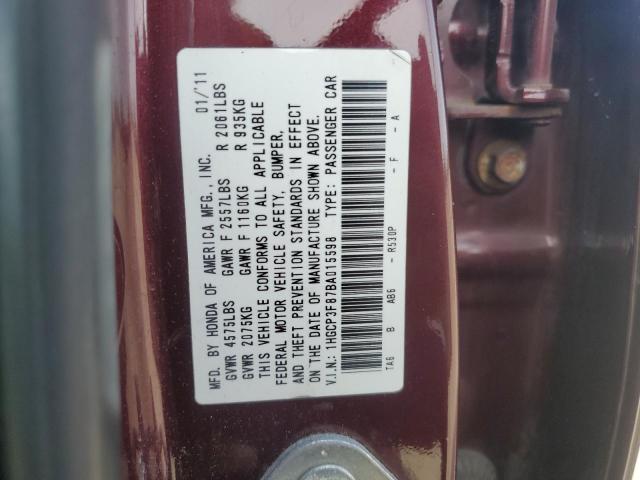 MFD. BY HONDA OF AMERICA MFG., INC. 01/'11
GVWR 4575LBS GAWR F 2557LBS R 2061LBS
GVWR 2075KG GAWR F 1160KG R 935KG
THIS VEHICLE CONFORMS TO ALL APPLICABLE
FEDERAL MOTOR VEHICLE SAFETY, BUMPER,
AND THEFT PREVENTION STANDARDS IN EFFECT
ON THE DATE OF MANUFACTURE SHOWN ABOVE.
V.I.N.: 1HGCP3F87BA015598 TYPE: PASSENGER CAR
TA6 B AB6 - R530P - F - A